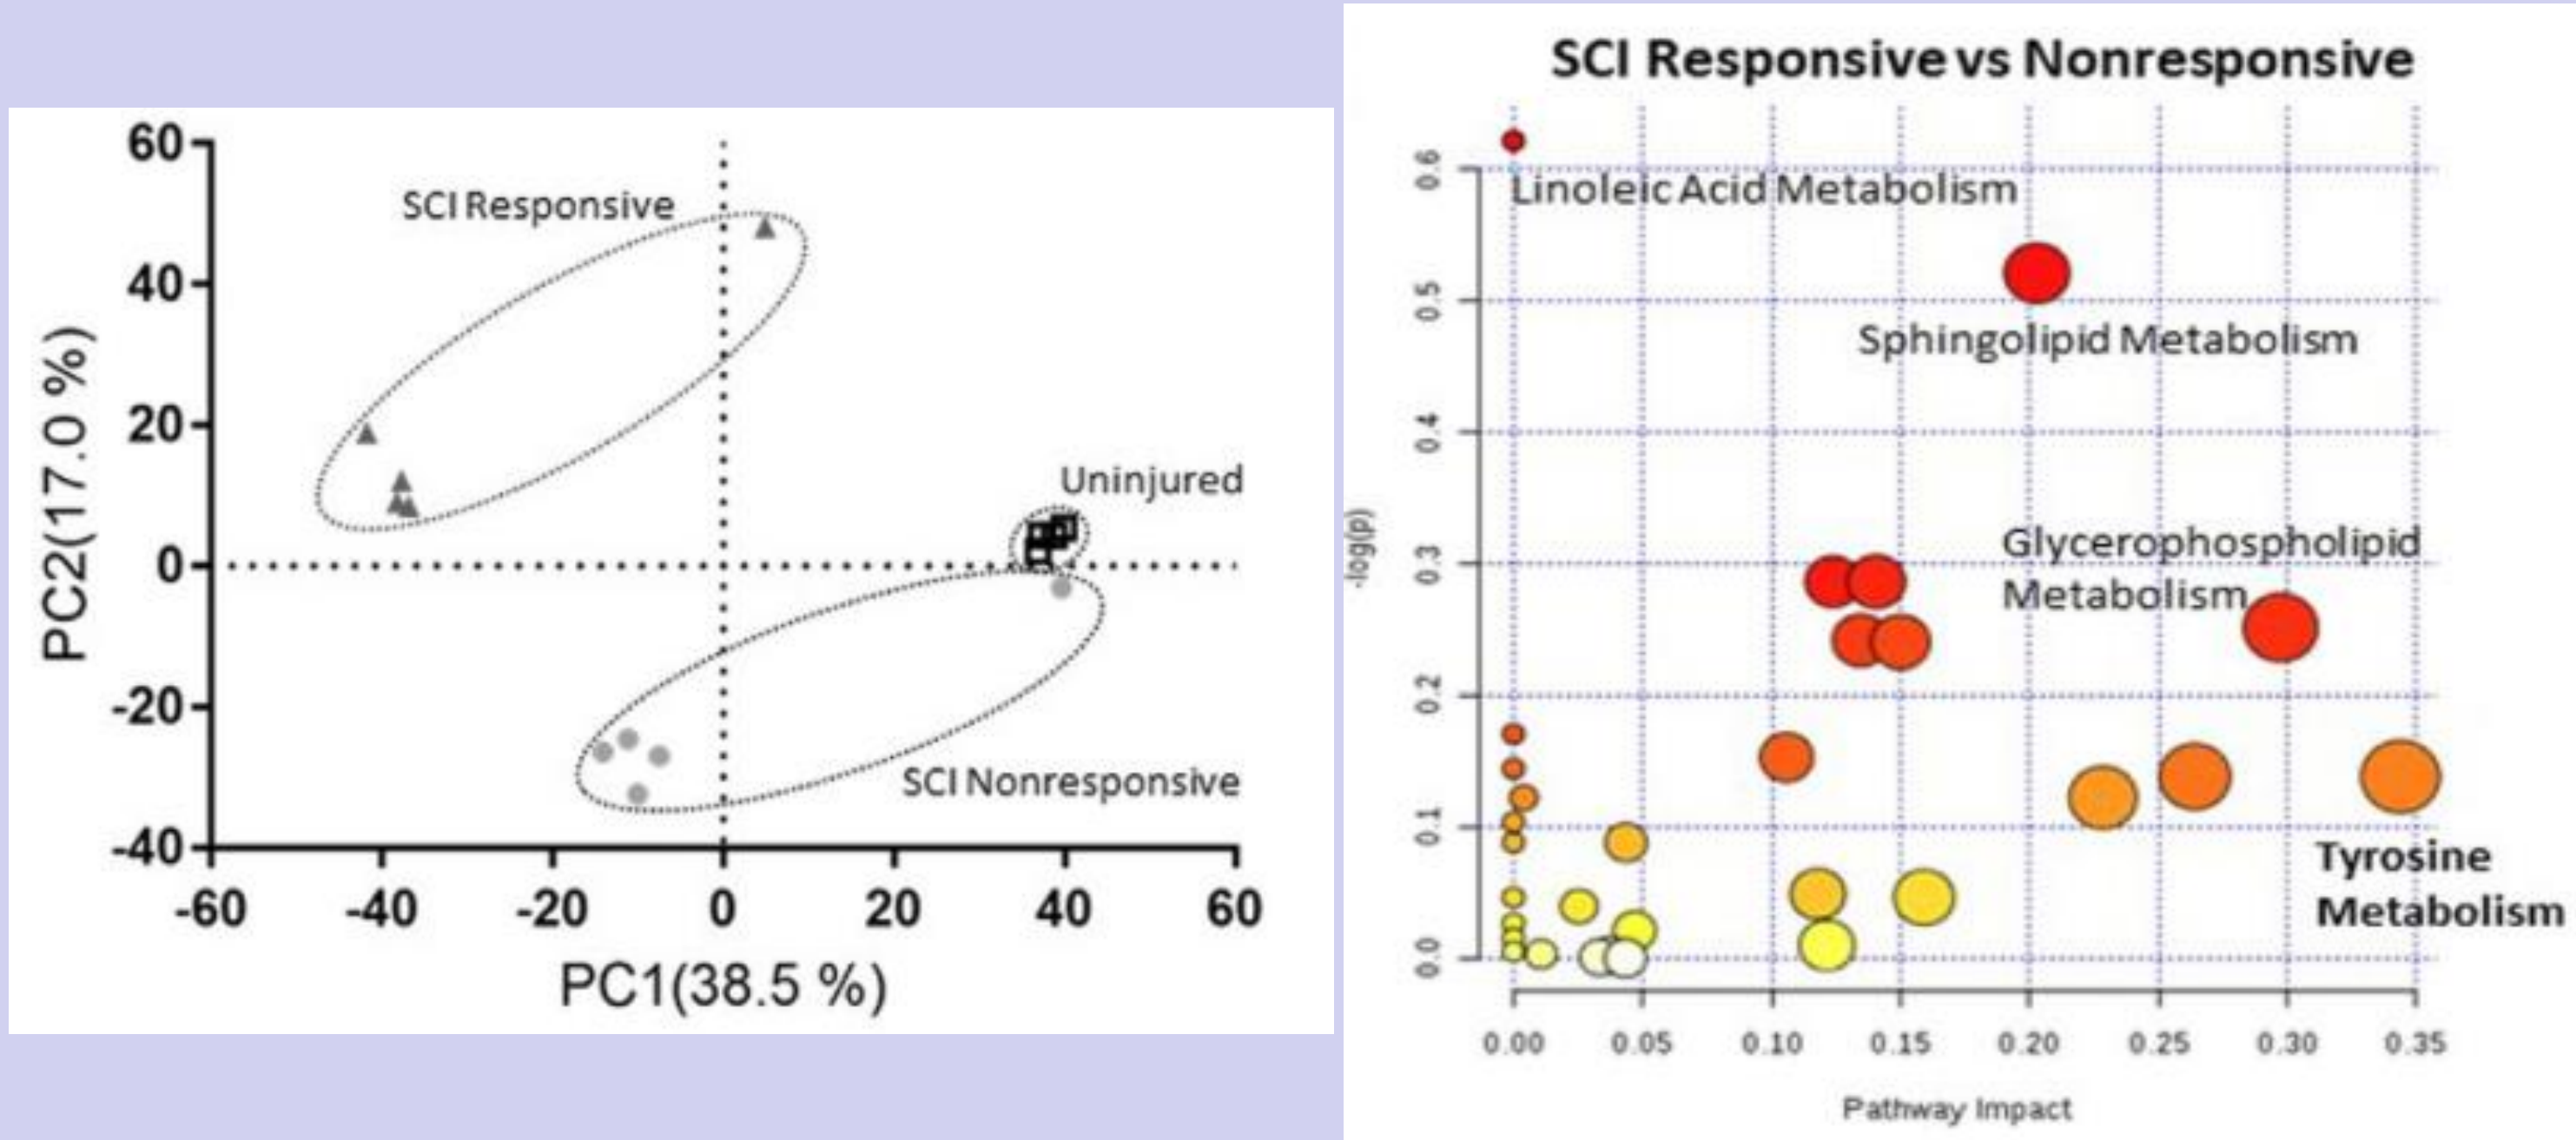 SCI Responsive
Uninjured
SCI Nonresponsive
60
40
20
0
-20
-40
PC2(17.0 %)
-60
-40
-20
0
20
40
60
PC1(38.5 %)
SCI Responsive vs Nonresponsive
Linoleic Acid Metabolism
Sphingolipid Metabolism
Glycerophospholipid
Metabolism
Tyrosine
Metabolism
0.6
0.5
0.4
0.3
0.2
0.1
0.0
-log(p)
0.00
0.05
0.10
0.15
0.20
0.25
0.30
0.35
Pathway Impact